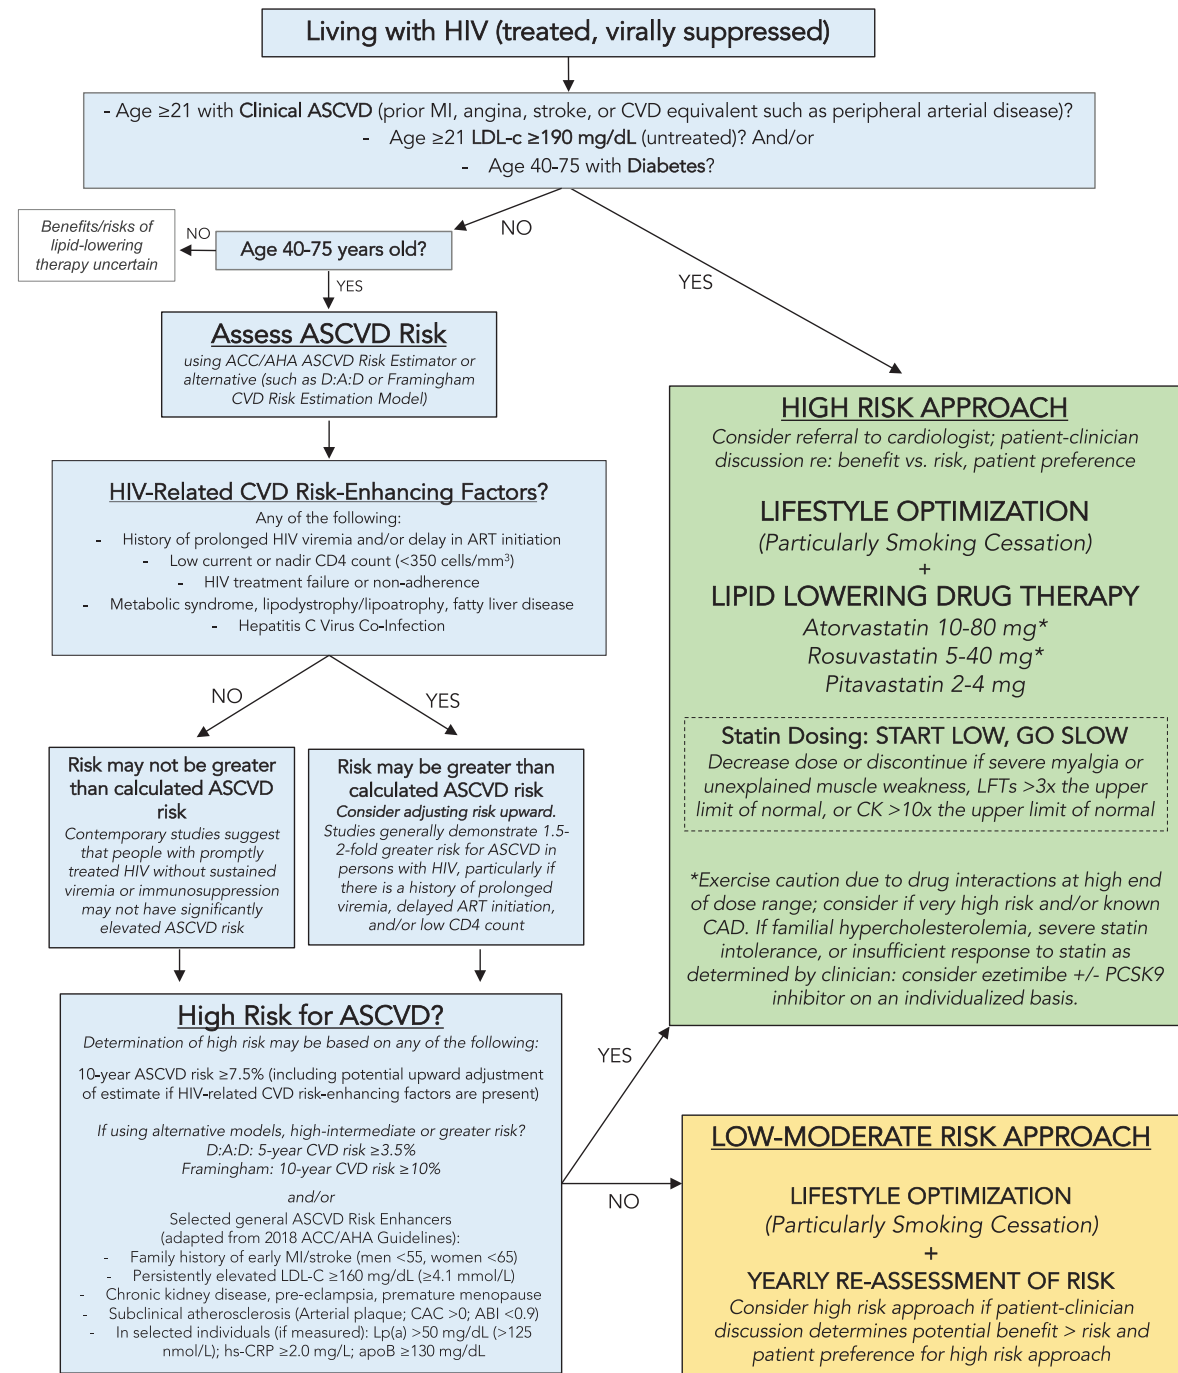 Living with HIV (treated, virally suppressed)
- Age ≥21 with Clinical ASCVD (prior MI, angina, stroke, or CVD equivalent such as peripheral arterial disease)?
- Age ≥21 LDL-c ≥190 mg/dL (untreated)? And/or
- Age 40-75 with Diabetes?
NO
YES
Benefits/risks of
lipid-lowering
therapy uncertain
NO
Age 40-75 years old?
YES
Assess ASCVD Risk
using ACC/AHA ASCVD Risk Estimator or
alternative (such as D:A:D or Framingham
CVD Risk Estimation Model)
HIV-Related CVD Risk-Enhancing Factors?
Any of the following:
- History of prolonged HIV viremia and/or delay in ART initiation
- Low current or nadir CD4 count (<350 cells/mm³)
- HIV treatment failure or non-adherence
- Metabolic syndrome, lipodystrophy/lipoatrophy, fatty liver disease
- Hepatitis C Virus Co-Infection
NO
YES
Risk may not be greater
than calculated ASCVD
risk
Contemporary studies suggest
that people with promptly
treated HIV without sustained
viremia or immunosuppression
may not have significantly
elevated ASCVD risk
Risk may be greater than
calculated ASCVD risk
Consider adjusting risk upward.
Studies generally demonstrate 1.5-
2-fold greater risk for ASCVD in
persons with HIV, particularly if
there is a history of prolonged
viremia, delayed ART initiation,
and/or low CD4 count
High Risk for ASCVD?
Determination of high risk may be based on any of the following:
10-year ASCVD risk ≥7.5% (including potential upward adjustment
of estimate if HIV-related CVD risk-enhancing factors are present)
If using alternative models, high-intermediate or greater risk?
D:A:D: 5-year CVD risk ≥3.5%
Framingham: 10-year CVD risk ≥10%
and/or
Selected general ASCVD Risk Enhancers
(adapted from 2018 ACC/AHA Guidelines):
- Family history of early MI/stroke (men <55, women <65)
- Persistently elevated LDL-C ≥160 mg/dL (≥4.1 mmol/L)
- Chronic kidney disease, pre-eclampsia, premature menopause
- Subclinical atherosclerosis (Arterial plaque; CAC >0; ABI <0.9)
- In selected individuals (if measured): Lp(a) >50 mg/dL (>125
nmol/L); hs-CRP ≥2.0 mg/L; apoB ≥130 mg/dL
YES
NO
HIGH RISK APPROACH
Consider referral to cardiologist; patient-clinician
discussion re: benefit vs. risk, patient preference
LIFESTYLE OPTIMIZATION
(Particularly Smoking Cessation)
+
LIPID LOWERING DRUG THERAPY
Atorvastatin 10-80 mg*
Rosuvastatin 5-40 mg*
Pitavastatin 2-4 mg
Statin Dosing: START LOW, GO SLOW
Decrease dose or discontinue if severe myalgia or
unexplained muscle weakness, LFTs >3x the upper
limit of normal, or CK >10x the upper limit of normal
*Exercise caution due to drug interactions at high end
of dose range; consider if very high risk and/or known
CAD. If familial hypercholesterolemia, severe statin
intolerance, or insufficient response to statin as
determined by clinician: consider ezetimibe +/- PCSK9
inhibitor on an individualized basis.
LOW-MODERATE RISK APPROACH
LIFESTYLE OPTIMIZATION
(Particularly Smoking Cessation)
+
YEARLY RE-ASSESSMENT OF RISK
Consider high risk approach if patient-clinician
discussion determines potential benefit > risk and
patient preference for high risk approach